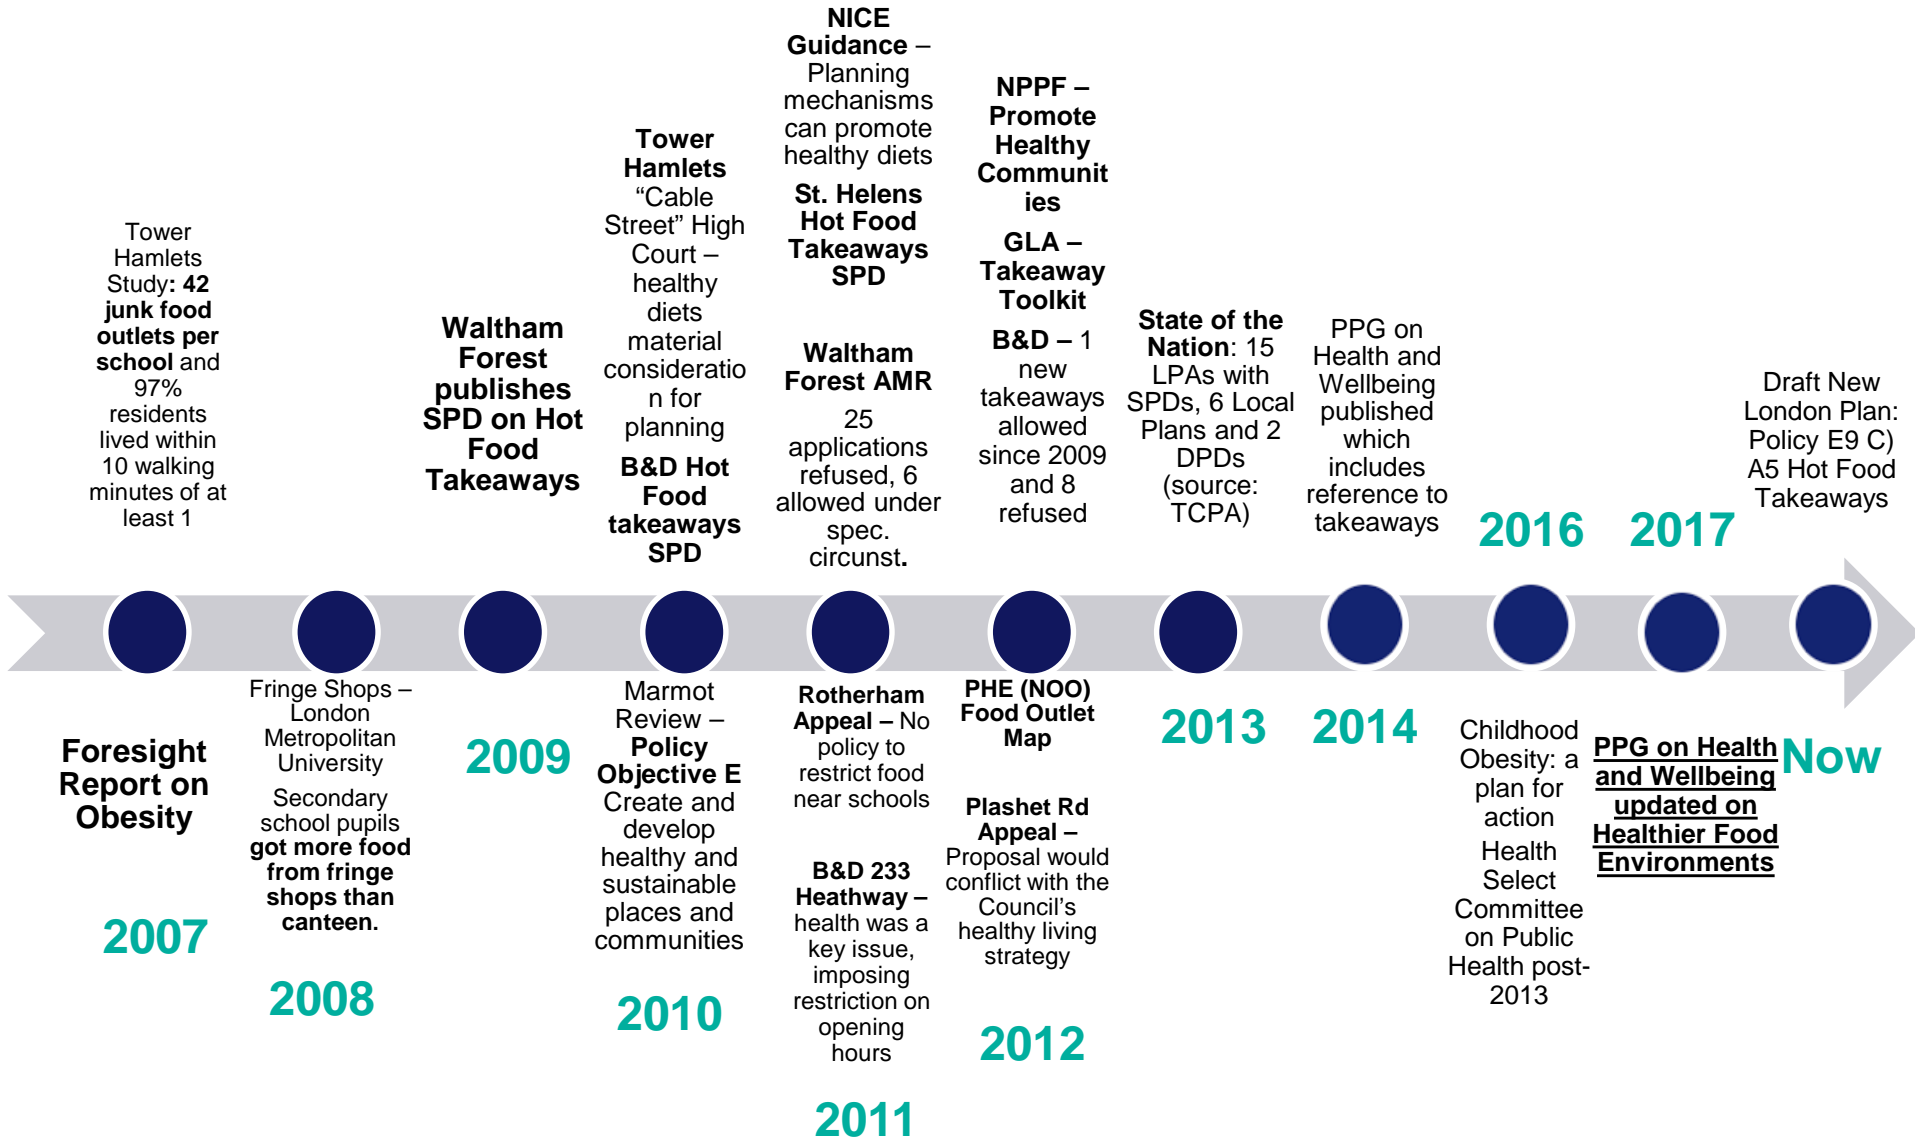 Tower
Hamlets
Study: 42
junk food
outlets per
school and
97%
residents
lived within
10 walking
minutes of at
least 1
Foresight
Report on
Obesity
2007
Fringe Shops –
London
Metropolitan
University
Secondary
school pupils
got more food
from fringe
shops than
canteen.
2008
Waltham
Forest
publishes
SPD on Hot
Food
Takeaways
2009
Tower
Hamlets
“Cable
Street” High
Court –
healthy
diets
material
consideratio
n for
planning
B&D Hot
Food
takeaways
SPD
Marmot
Review –
Policy
Objective E
Create and
develop
healthy and
sustainable
places and
communities
2010
NICE
Guidance –
Planning
mechanisms
can promote
healthy diets
St. Helens
Hot Food
Takeaways
SPD
Waltham
Forest AMR
25
applications
refused, 6
allowed under
spec.
circunst.
Rotherham
Appeal – No
policy to
restrict food
near schools
B&D 233
Heathway –
health was a
key issue,
imposing
restriction on
opening
hours
2011
NPPF –
Promote
Healthy
Communit
ies
GLA –
Takeaway
Toolkit
B&D – 1
new
takeaways
allowed
since 2009
and 8
refused
PHE (NOO)
Food Outlet
Map
Plashet Rd
Appeal –
Proposal would
conflict with the
Council’s
healthy living
strategy
2012
State of the
Nation: 15
LPAs with
SPDs, 6 Local
Plans and 2
DPDs
(source:
TCPA)
2013
PPG on
Health and
Wellbeing
published
which
includes
reference to
takeaways
2014
2016
Childhood
Obesity: a
plan for
action
Health
Select
Committee
on Public
Health post-
2013
2017
PPG on Health
and Wellbeing
updated on
Healthier Food
Environments
Draft New
London Plan:
Policy E9 C)
A5 Hot Food
Takeaways
Now